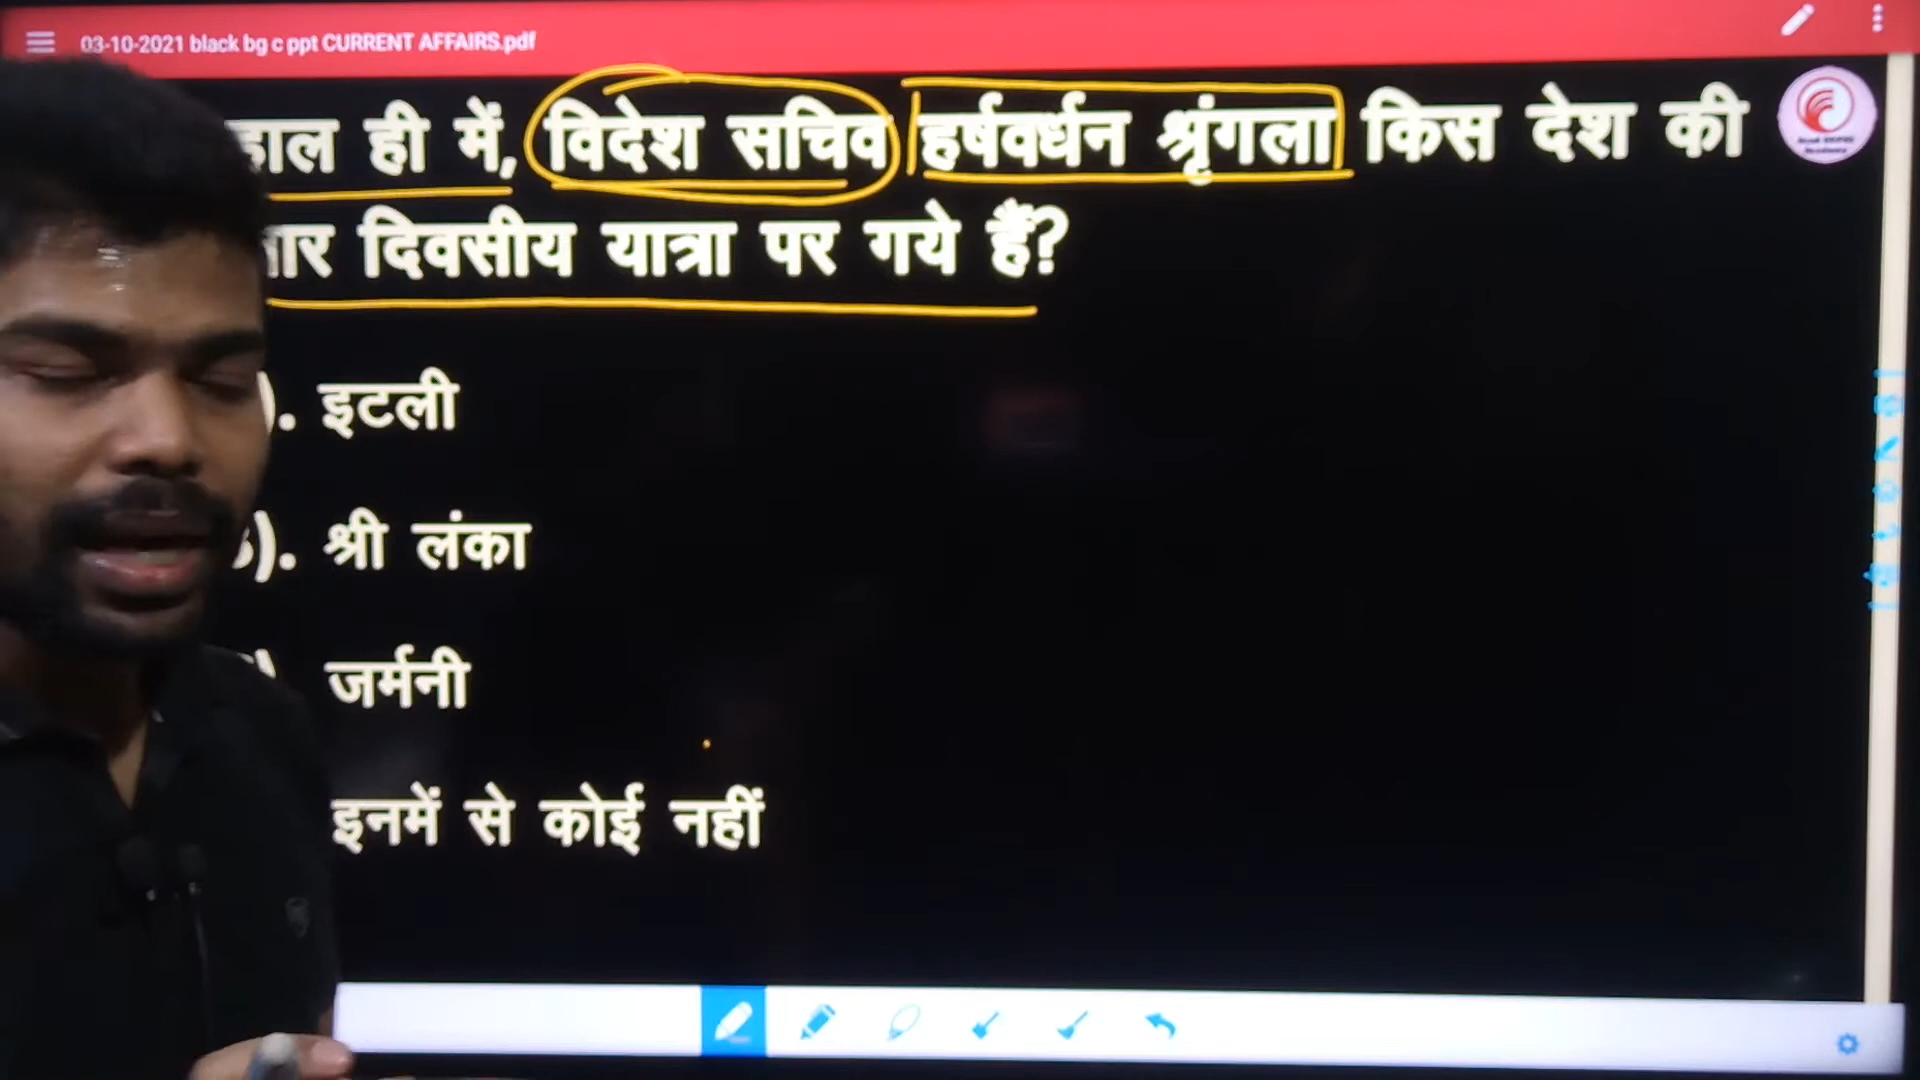 03-10-2021 black bg c ppt CURRENT AFFAIRS.pdf
हाल ही में, विदेश सचिव हर्षवर्धन श्रृंगला किस देश की
दिवसीय यात्रा पर गये हैं?
). इटली
). श्री लंका
जर्मनी
इनमें से कोई नहीं